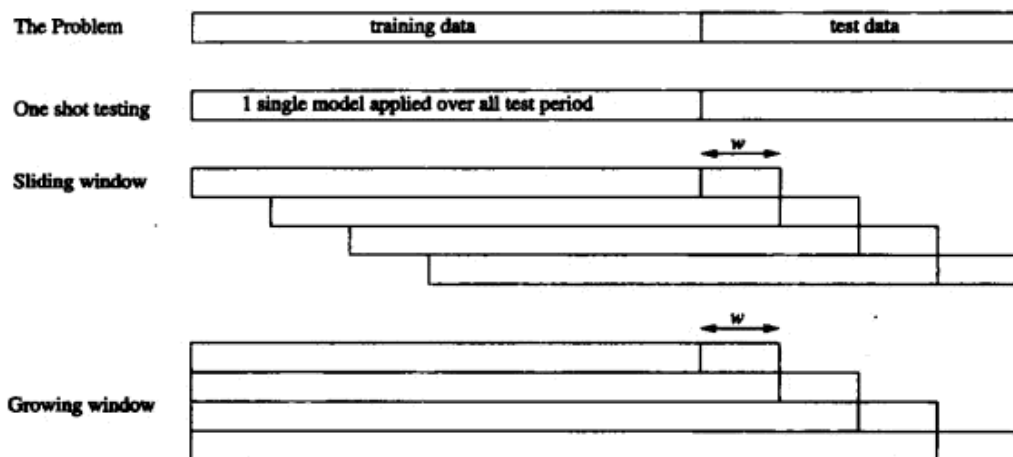 The Problem
training data
test data
One shot testing
1 single model applied over all test period
w
Sliding window
w
Growing window